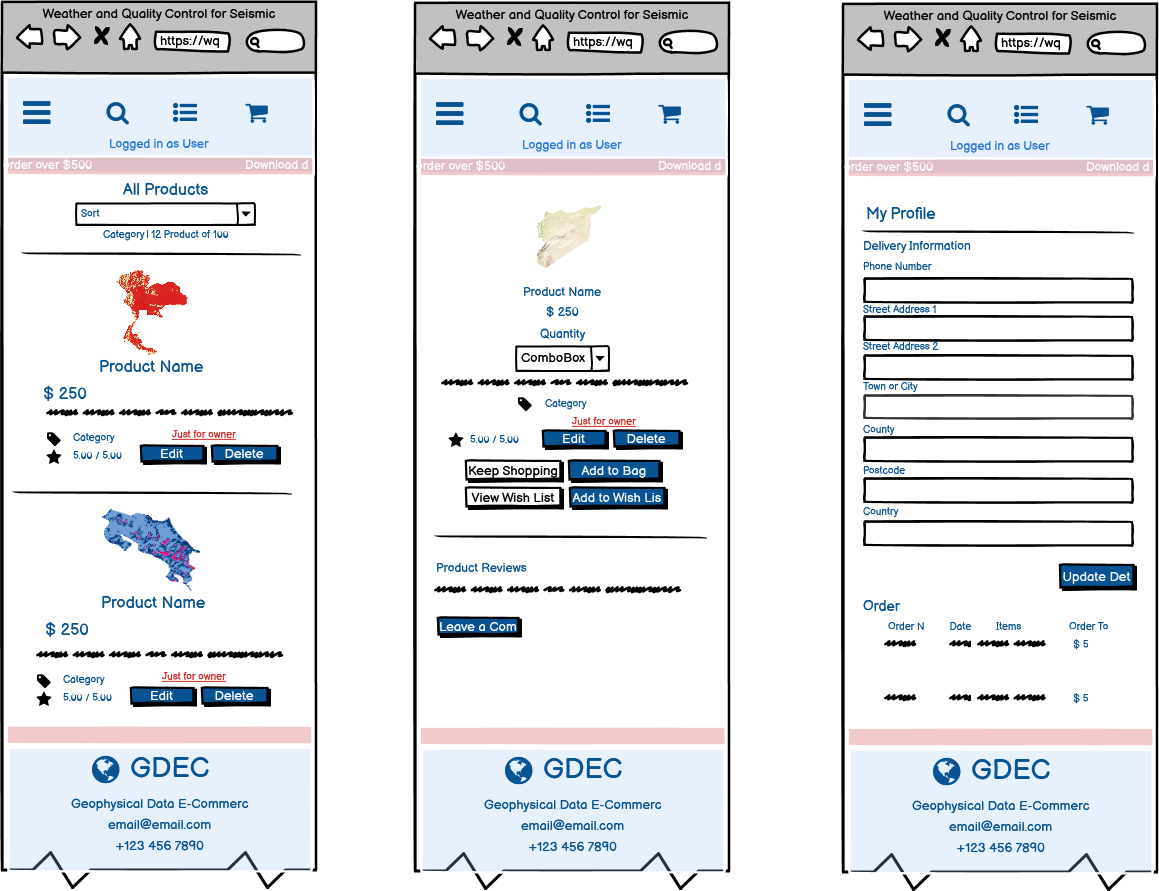 Weather and Quality Control for Seismic
https://wq
Logged in as User
order over $500
Download d
All Products
Sort
Category | 12 Product of 100
Product Name
$ 250
Category
Just for owner
5.00 / 5.00
Edit
Delete
Product Name
$ 250
Category
Just for owner
5.00 / 5.00
Edit
Delete
GDEC
Geophysical Data E-Commerc
email@email.com
+123 456 7890
Weather and Quality Control for Seismic
https://wq
Logged in as User
order over $500
Download d
Product Name
$ 250
Quantity
ComboBox
Category
Just for owner
5.00 / 5.00
Edit
Delete
Keep Shopping
Add to Bag
View Wish List
Add to Wish Lis
Product Reviews
Leave a Com
GDEC
Geophysical Data E-Commerc
email@email.com
+123 456 7890
Weather and Quality Control for Seismic
https://wq
Logged in as User
order over $500
Download d
My Profile
Delivery Information
Phone Number
Street Address 1
Street Address 2
Town or City
County
Postcode
Country
Update Det
Order
Order N Date Items Order To
$ 5
$ 5
GDEC
Geophysical Data E-Commerc
email@email.com
+123 456 7890